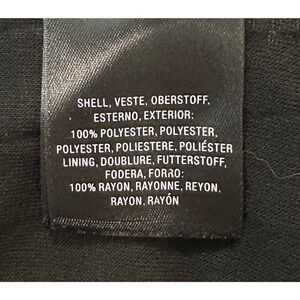 SHELL, VESTE, OBERSTOFF,
ESTERNO, EXTERIOR:
100% POLYESTER, POLYESTER,
POLYESTER, POLIESTERE, POLIÉSTER
LINING, DOUBLURE, FUTTERSTOFF,
FODERA, FORRO:
100% RAYON, RAYONNE, REYON,
RAYON, RAYÓN